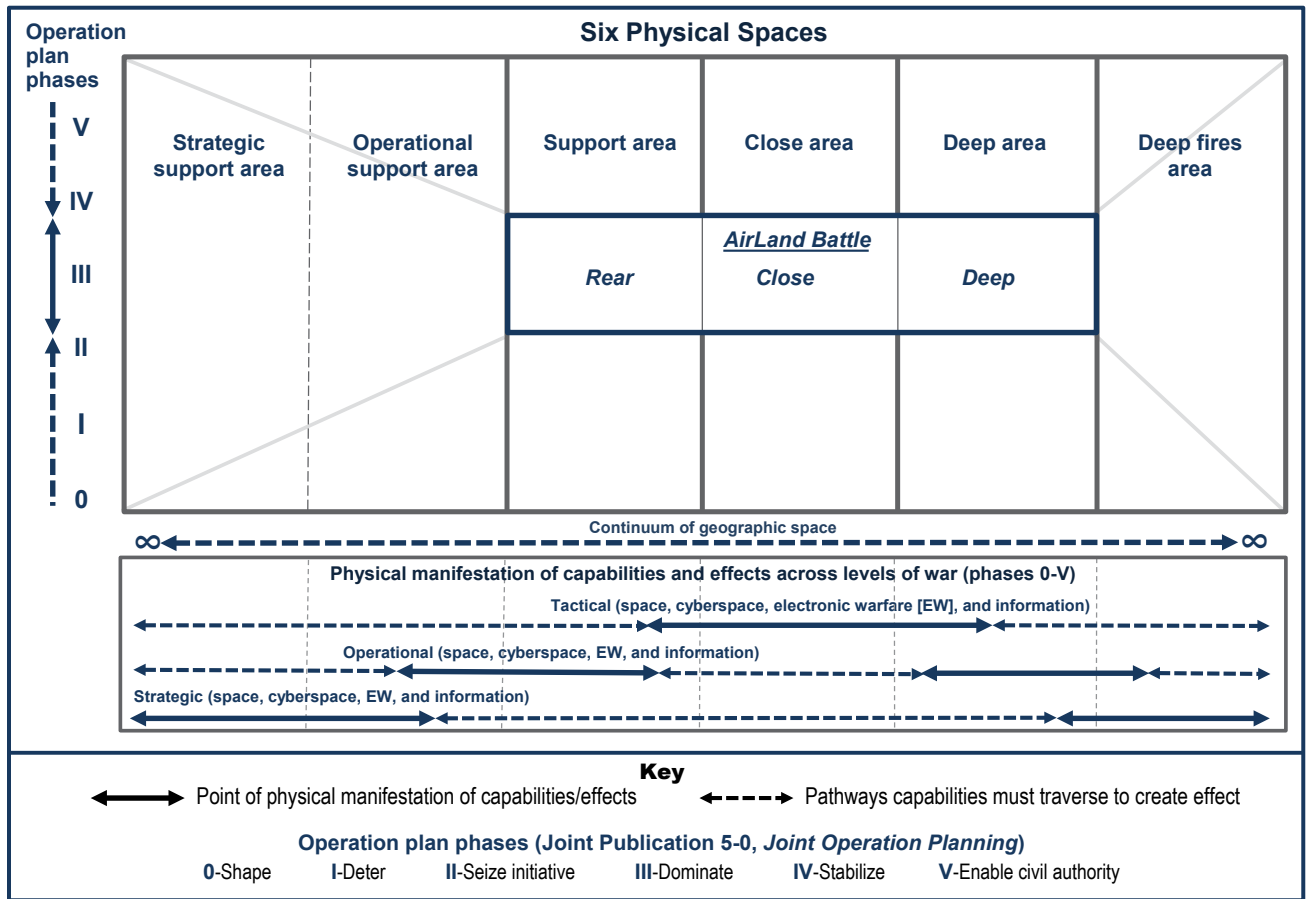 Six Physical Spaces
Operation
plan
phases
V
IV
III
II
I
0
Strategic
support area
Operational
support area
Support area
Close area
Deep area
Deep fires
area
AirLand Battle
Rear
Close
Deep
Continuum of geographic space
∞
∞
Physical manifestation of capabilities and effects across levels of war (phases 0-V)
Tactical (space, cyberspace, electronic warfare [EW], and information)
Operational (space, cyberspace, EW, and information)
Strategic (space, cyberspace, EW, and information)
Key
Point of physical manifestation of capabilities/effects
Pathways capabilities must traverse to create effect
Operation plan phases (Joint Publication 5-0, Joint Operation Planning)
0-Shape I-Deter II-Seize initiative III-Dominate IV-Stabilize V-Enable civil authority